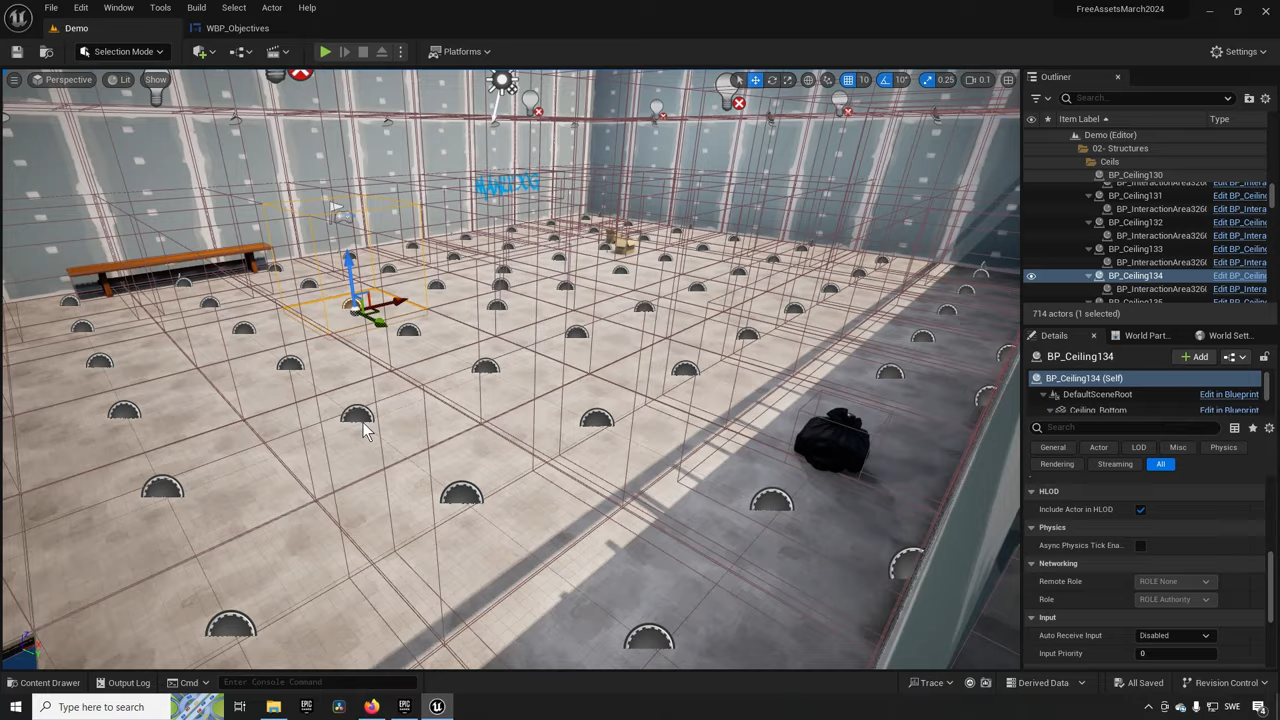 File Edit Window Tools Build Select Actor Help
FreeAssetsMarch2024
Demo
WBP_Objectives
Selection Mode
Platforms
Settings
Perspective
Lit
Show
10
10°
0.25
0.1
Outliner
Search...
Item Label
Type
Demo (Editor)
02- Structures
Ceils
BP_Ceiling130
BP_Ceiling131
BP_InteractionArea326 Edit BP_Interac
BP_Ceiling132
BP_Ceiling133
BP_Ceiling134
714 actors (1 selected)
Details
World Part...
World Sett...
BP_Ceiling134
Add
BP_Ceiling134 (Self)
DefaultSceneRoot
Edit in Blueprint
Ceiling_Bottom
Edit in Blueprint
Search
General
Actor
LOD
Misc
Physics
Rendering
Streaming
All
HLOD
Include Actor in HLOD
Physics
Async Physics Tick Ena...
Networking
Remote Role
ROLE None
Role
ROLE Authority
Input
Auto Receive Input
Disabled
Input Priority
0
Content Drawer
Output Log
Cmd
Enter Console Command
Trace
Derived Data
All Saved
Revision Control
Type here to search
SWE